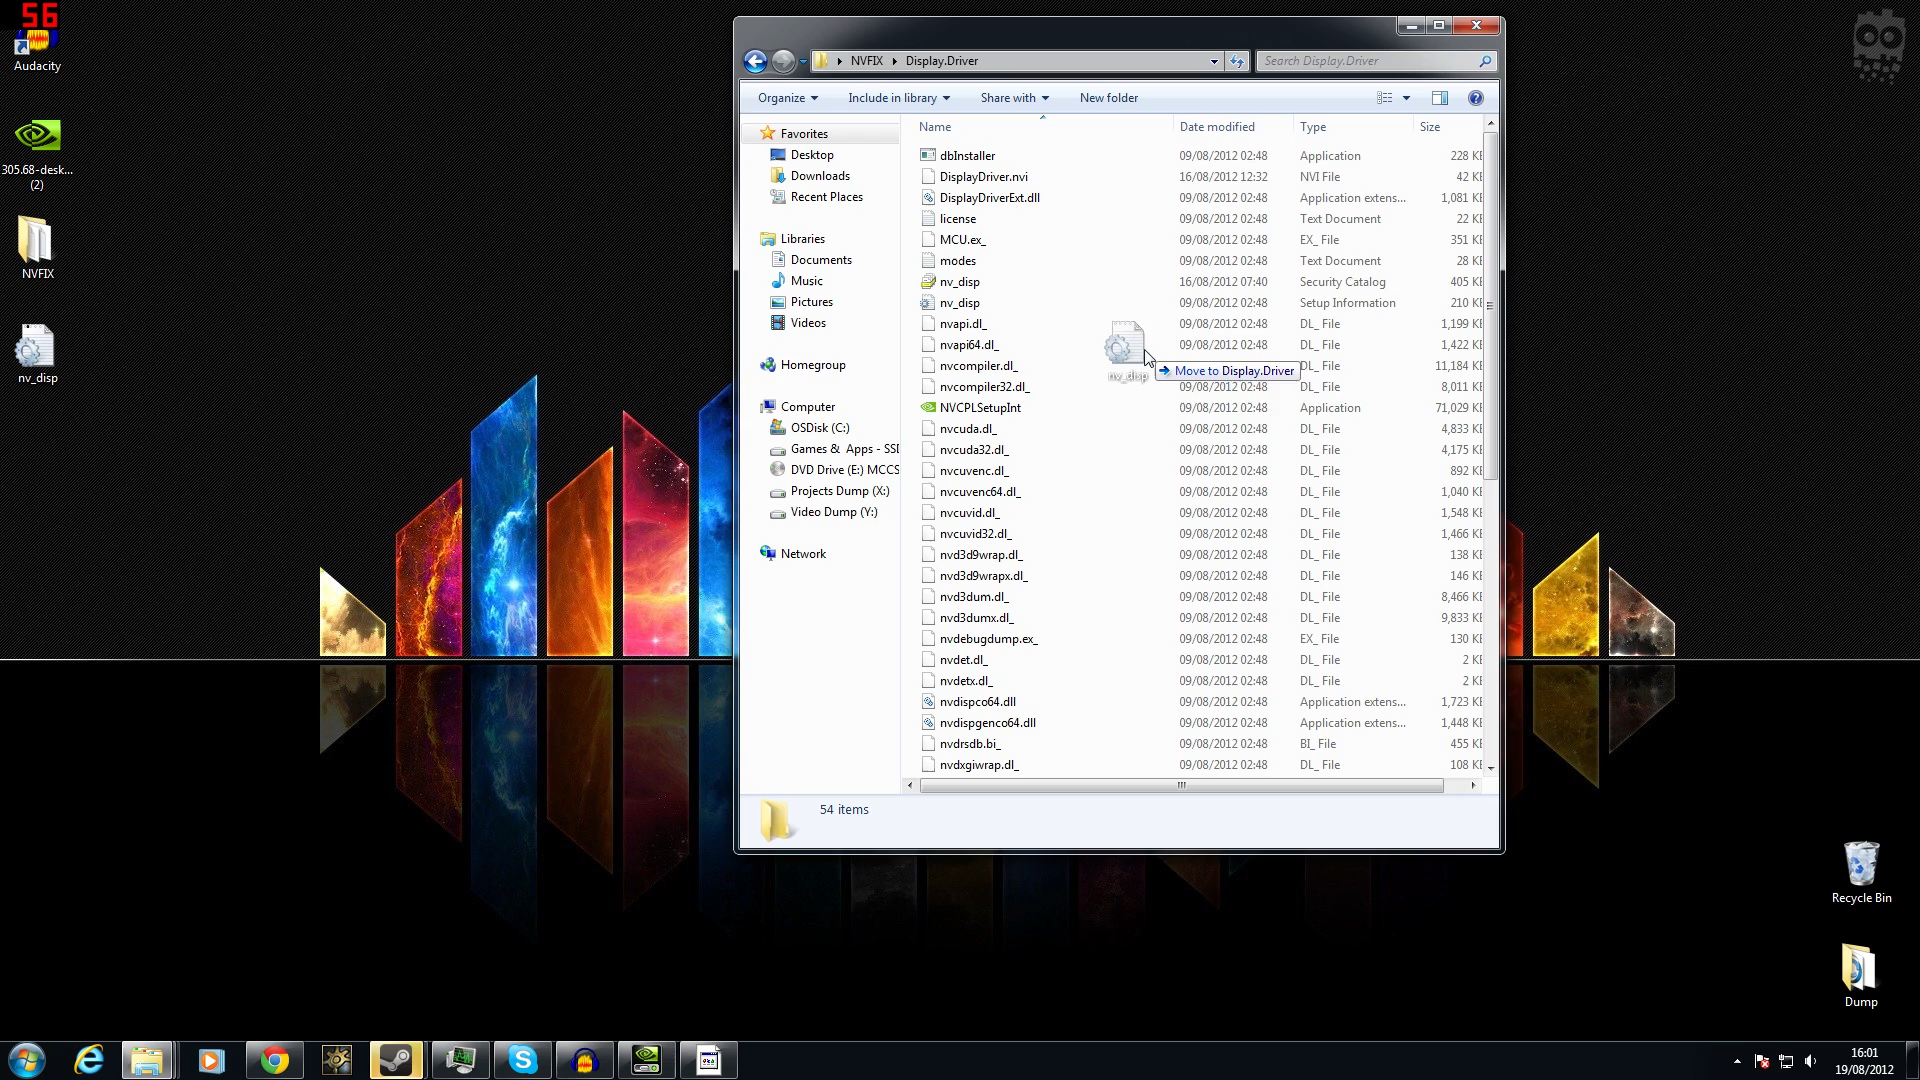 56
Audacity
305.68-desk...
(2)
NVFIX
nv_disp
NVFIX
Display.Driver
Search Display.Driver
Organize
Include in library
Share with
New folder
Favorites
Desktop
Downloads
Recent Places
Libraries
Documents
Music
Pictures
Videos
Homegroup
Computer
OSDisk (C:)
Games & Apps - SSD
DVD Drive (E:) MCCS
Projects Dump (X:)
Video Dump (Y:)
Network
Name Date modified Type Size
dbInstaller 09/08/2012 02:48 Application 228 KB
DisplayDriver.nvi 16/08/2012 12:32 NVI File 42 KB
DisplayDriverExt.dll 09/08/2012 02:48 Application extens... 1,081 KB
license 09/08/2012 02:48 Text Document 22 KB
MCU.ex_ 09/08/2012 02:48 EX_ File 351 KB
modes 09/08/2012 02:48 Text Document 28 KB
nv_disp 16/08/2012 07:40 Security Catalog 405 KB
nv_disp 09/08/2012 02:48 Setup Information 210 KB
nvapi.dl_ 09/08/2012 02:48 DL_ File 1,199 KB
nvapi64.dl_ 09/08/2012 02:48 DL_ File 1,422 KB
nvcompiler.dl_ 09/08/2012 02:48 DL_ File 11,184 KB
nvcompiler32.dl_ 09/08/2012 02:48 DL_ File 8,011 KB
NVCPLSetupInt 09/08/2012 02:48 Application 71,029 KB
nvcuda.dl_ 09/08/2012 02:48 DL_ File 4,833 KB
nvcuda32.dl_ 09/08/2012 02:48 DL_ File 4,175 KB
nvcuvenc.dl_ 09/08/2012 02:48 DL_ File 892 KB
nvcuvenc64.dl_ 09/08/2012 02:48 DL_ File 1,040 KB
nvcuvid.dl_ 09/08/2012 02:48 DL_ File 1,548 KB
nvcuvid32.dl_ 09/08/2012 02:48 DL_ File 1,466 KB
nvd3d9wrap.dl_ 09/08/2012 02:48 DL_ File 138 KB
nvd3d9wrapx.dl_ 09/08/2012 02:48 DL_ File 146 KB
nvd3dum.dl_ 09/08/2012 02:48 DL_ File 8,466 KB
nvd3dumx.dl_ 09/08/2012 02:48 DL_ File 9,833 KB
nvdebugdump.ex_ 09/08/2012 02:48 EX_ File 130 KB
nvdet.dl_ 09/08/2012 02:48 DL_ File 2 KB
nvdetx.dl_ 09/08/2012 02:48 DL_ File 2 KB
nvdispco64.dll 09/08/2012 02:48 Application extens... 1,723 KB
nvdispgenco64.dll 09/08/2012 02:48 Application extens... 1,448 KB
nvdrsdb.bi_ 09/08/2012 02:48 BI_ File 455 KB
nvdxgiwrap.dl_ 09/08/2012 02:48 DL_ File 108 KB
nv_disp
Move to Display.Driver
54 items
Recycle Bin
Dump
16:01
19/08/2012